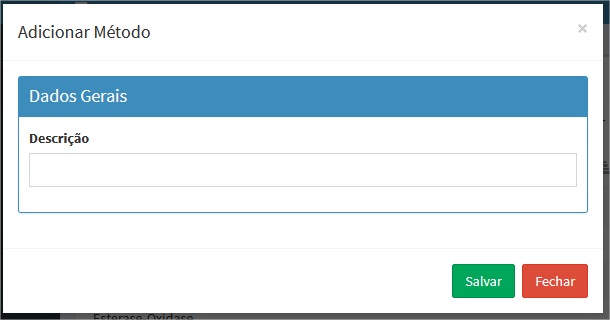 Adicionar Método
×
Dados Gerais
Descrição
Salvar
Fechar
Esterase-Oxidase